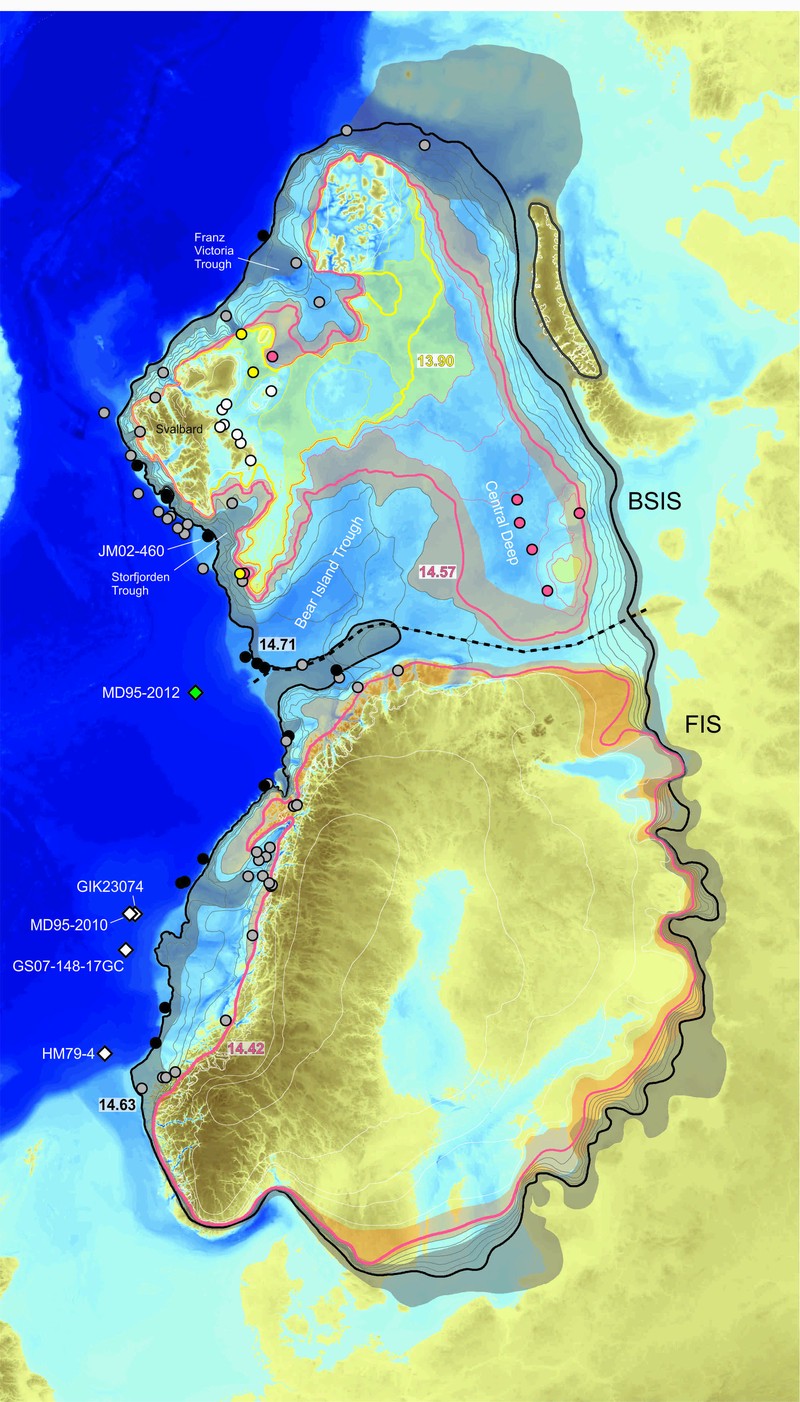 Franz
Victoria
Trough
13.90
Svalbard
BSIS
Central Deep
JM02-460
Bear Island Trough
14.57
Storfjorden
Trough
14.71
MD95-2012
FIS
GIK23074
MD95-2010
GS07-148-17GC
HM79-4
14.42
14.63